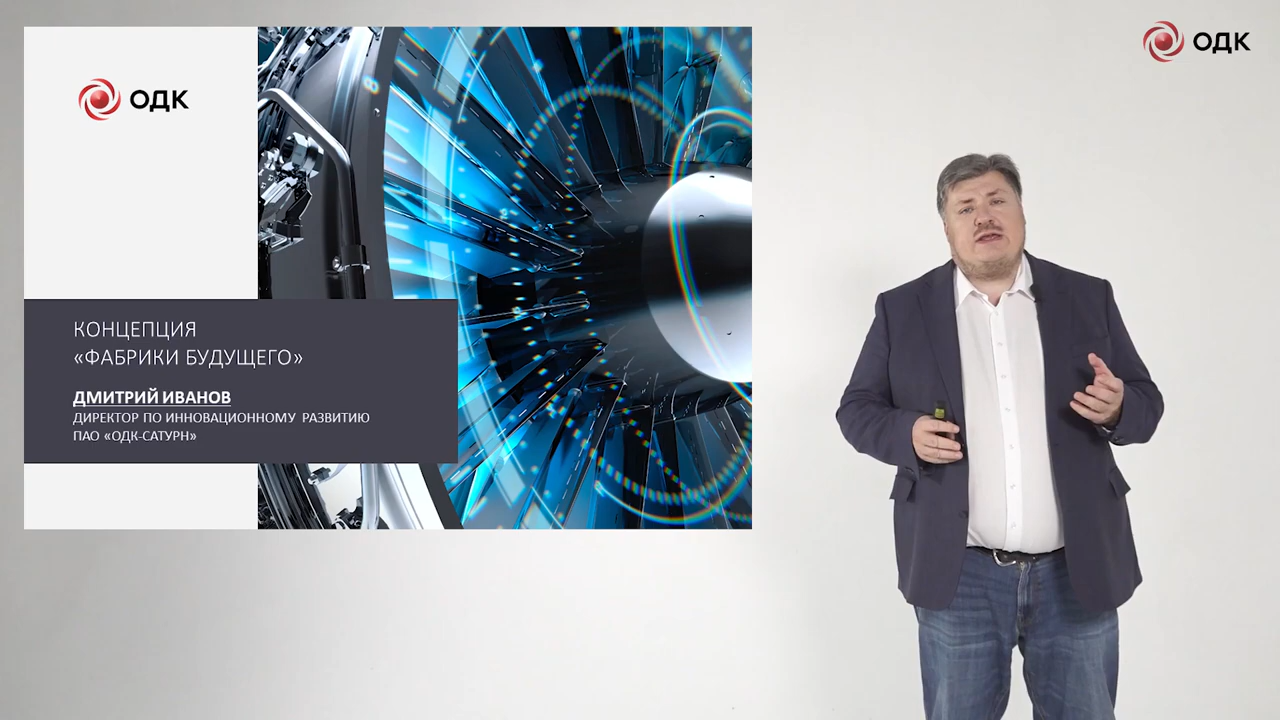 ОДК
КОНЦЕПЦИЯ
«ФАБРИКИ БУДУЩЕГО»
ДМИТРИЙ ИВАНОВ
ДИРЕКТОР ПО ИННОВАЦИОННОМУ РАЗВИТИЮ
ПАО «ОДК-САТУРН»
ОДК